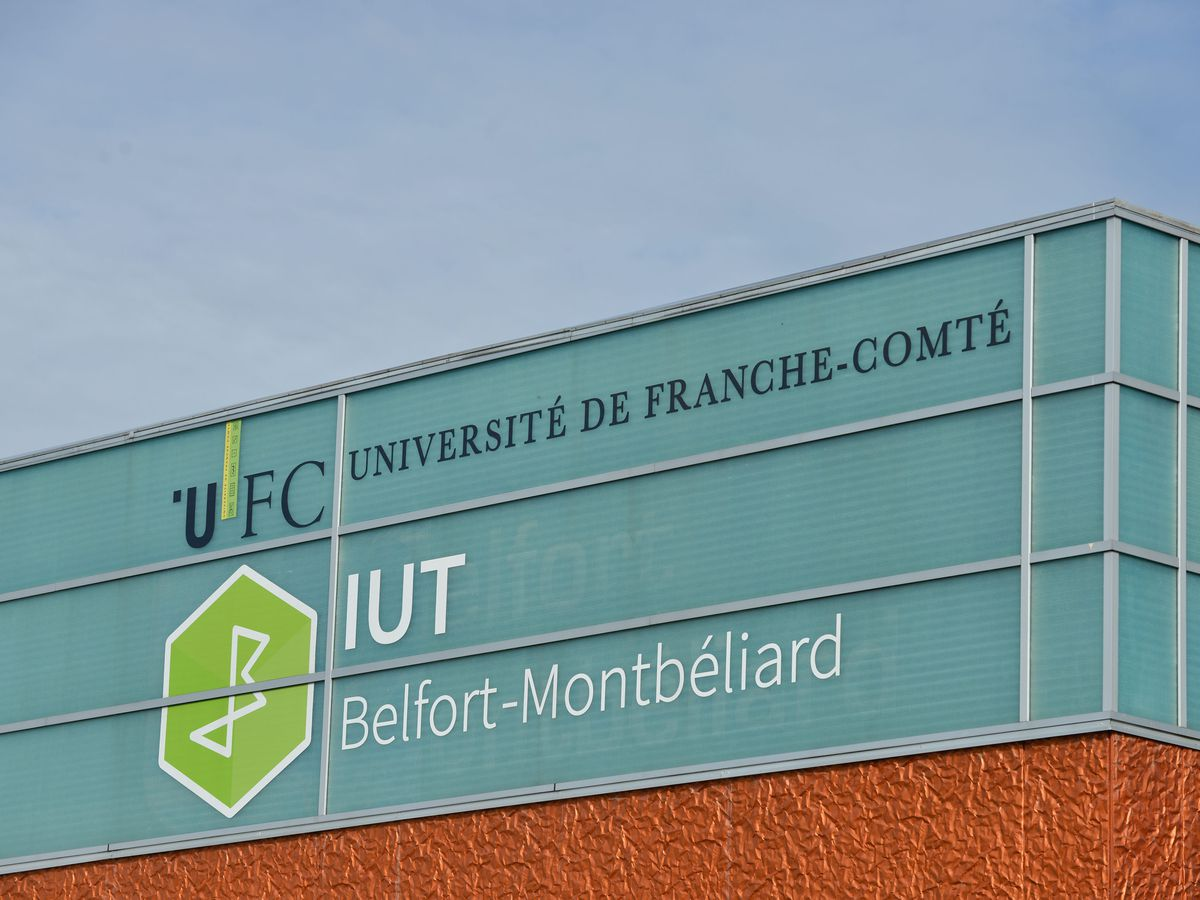 UFC UNIVERSITÉ DE FRANCHE-COMTÉ
IUT
Belfort-Montbéliard